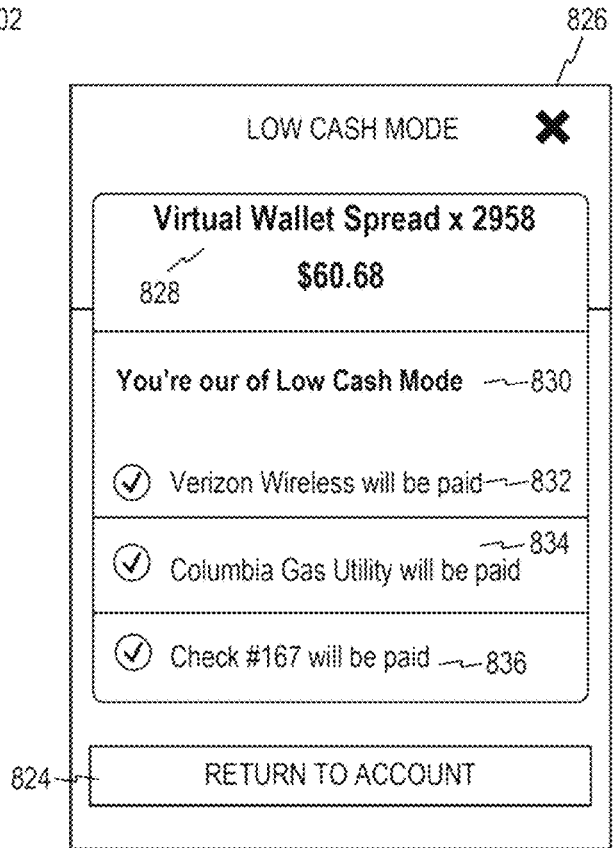 02
826
LOW CASH MODE
Virtual Wallet Spread x 2958
828
$60.68
You're our of Low Cash Mode 830
Verizon Wireless will be paid 832
834
Columbia Gas Utility will be paid
Check #167 will be paid 836
824
RETURN TO ACCOUNT